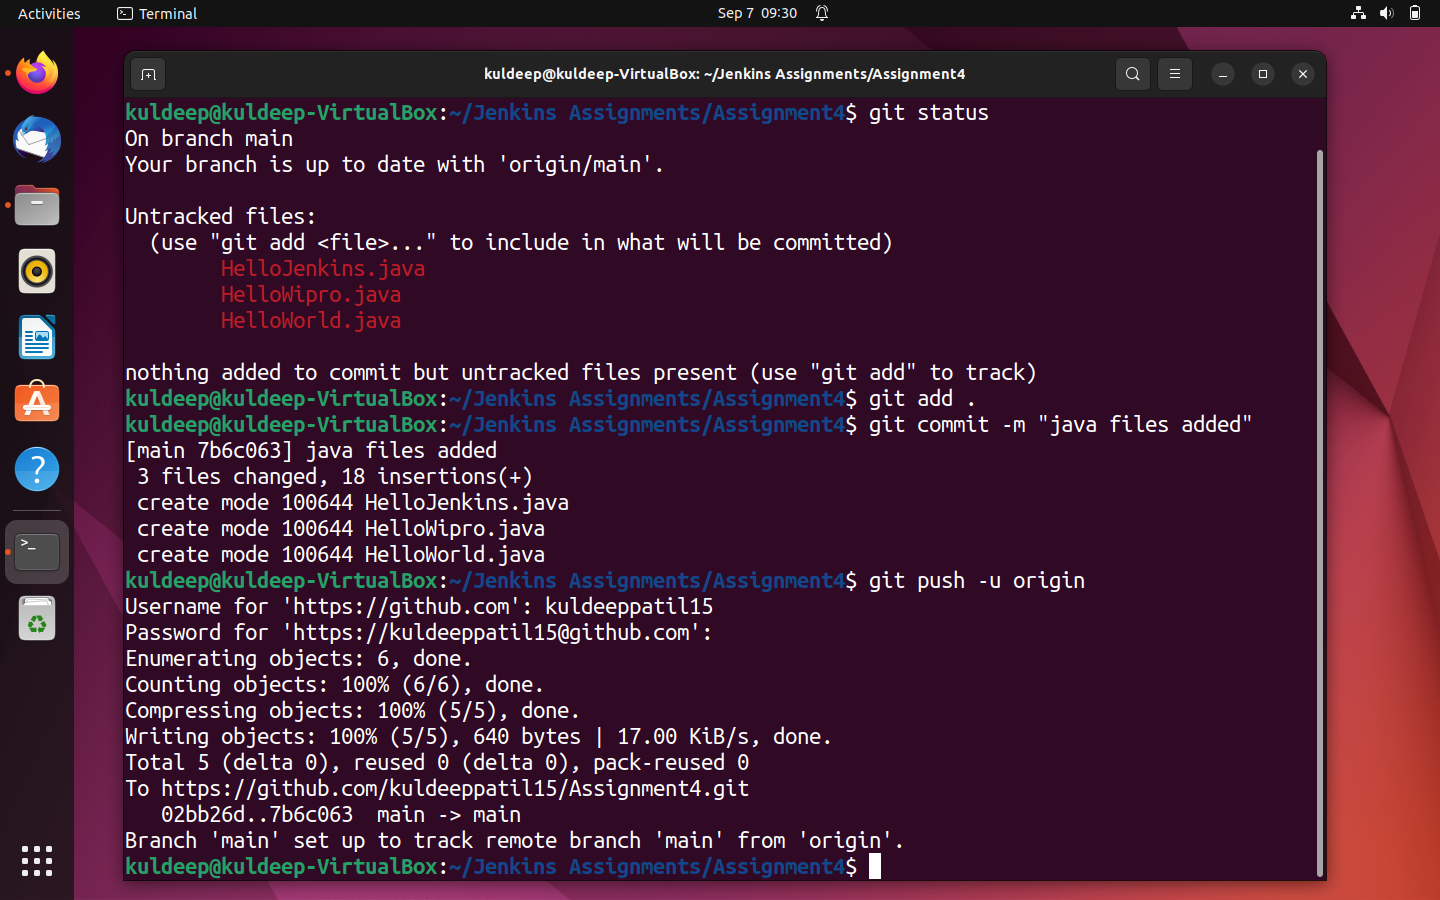 Activities
Terminal
Sep 7 09:30
kuldeep@kuldeep-VirtualBox: ~/Jenkins Assignments/Assignment4
kuldeep@kuldeep-VirtualBox:~/Jenkins Assignments/Assignment4$ git status
On branch main
Your branch is up to date with 'origin/main'.
Untracked files:
  (use "git add <file>..." to include in what will be committed)
        HelloJenkins.java
        HelloWipro.java
        HelloWorld.java
nothing added to commit but untracked files present (use "git add" to track)
kuldeep@kuldeep-VirtualBox:~/Jenkins Assignments/Assignment4$ git add .
kuldeep@kuldeep-VirtualBox:~/Jenkins Assignments/Assignment4$ git commit -m "java files added"
[main 7b6c063] java files added
 3 files changed, 18 insertions(+)
 create mode 100644 HelloJenkins.java
 create mode 100644 HelloWipro.java
 create mode 100644 HelloWorld.java
kuldeep@kuldeep-VirtualBox:~/Jenkins Assignments/Assignment4$ git push -u origin
Username for 'https://github.com': kuldeeppatil15
Password for 'https://kuldeeppatil15@github.com':
Enumerating objects: 6, done.
Counting objects: 100% (6/6), done.
Compressing objects: 100% (5/5), done.
Writing objects: 100% (5/5), 640 bytes | 17.00 KiB/s, done.
Total 5 (delta 0), reused 0 (delta 0), pack-reused 0
To https://github.com/kuldeeppatil15/Assignment4.git
   02bb26d..7b6c063  main -> main
Branch 'main' set up to track remote branch 'main' from 'origin'.
kuldeep@kuldeep-VirtualBox:~/Jenkins Assignments/Assignment4$